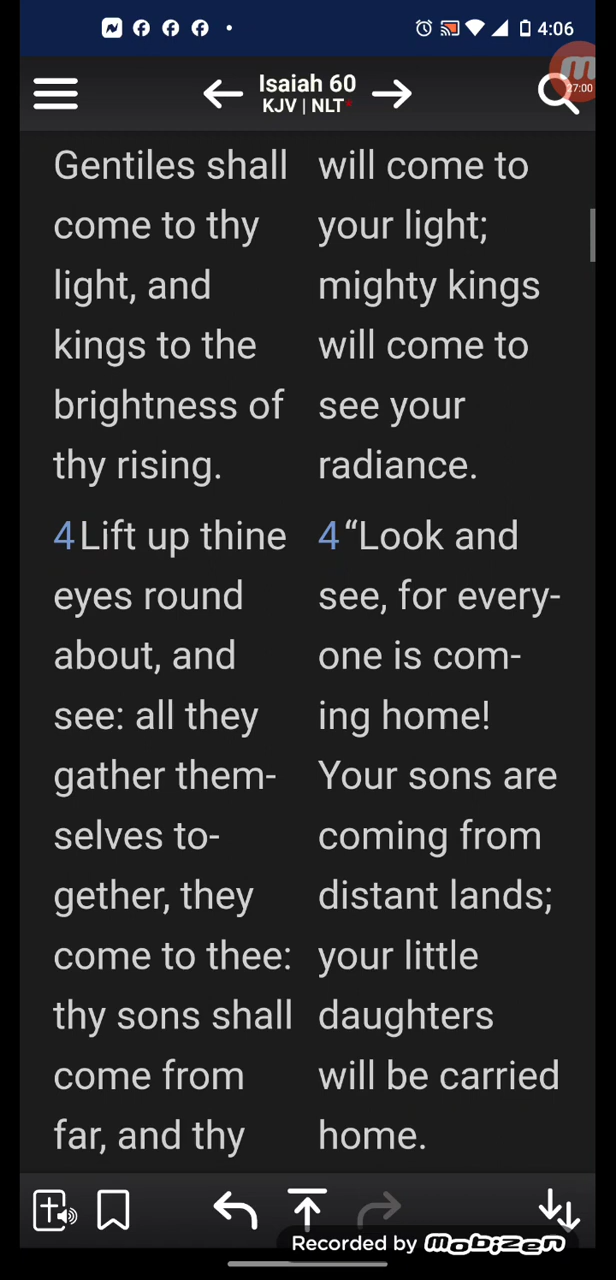 4:06
Isaiah 60
KJV | NLT*
27:00
Gentiles shall
come to thy
light, and
kings to the
brightness of
thy rising.
4 Lift up thine
eyes round
about, and
see: all they
gather them-
selves to-
gether, they
come to thee:
thy sons shall
come from
far, and thy
will come to
your light;
mighty kings
will come to
see your
radiance.
4 “Look and
see, for every-
one is com-
ing home!
Your sons are
coming from
distant lands;
your little
daughters
will be carried
home.
Recorded by mobizen